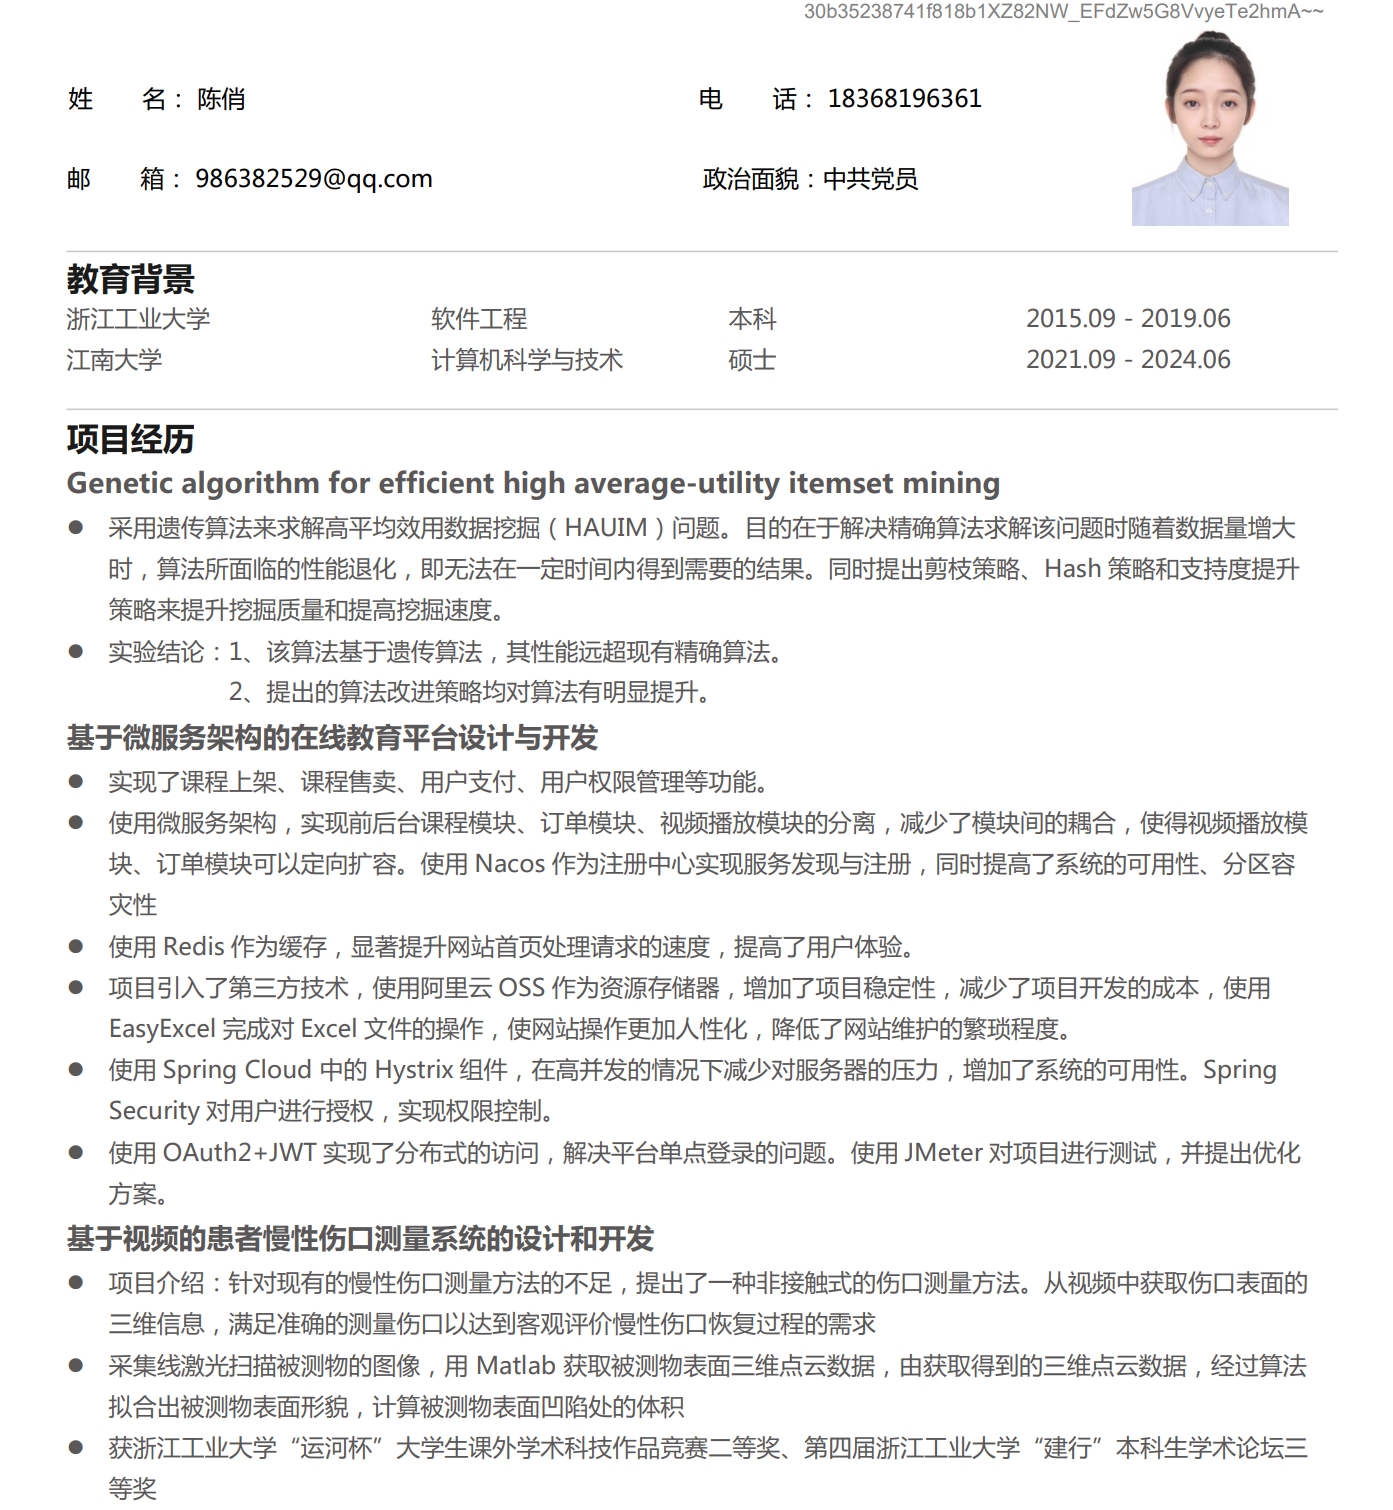 30b35238741f818b1XZ82NW_EFdZw5G8VvyeTe2hmA~~
姓　　名： 陈俏　　电　　话： 18368196361
邮　　箱： 986382529@qq.com　　政治面貌：中共党员
教育背景
浙江工业大学　　软件工程　　本科　　2015.09 - 2019.06
江南大学　　计算机科学与技术　　硕士　　2021.09 - 2024.06
项目经历
Genetic algorithm for efficient high average-utility itemset mining
● 采用遗传算法来求解高平均效用数据挖掘（HAUIM）问题。目的在于解决精确算法求解该问题时随着数据量增大
时，算法所面临的性能退化，即无法在一定时间内得到需要的结果。同时提出剪枝策略、Hash 策略和支持度提升
策略来提升挖掘质量和提高挖掘速度。
● 实验结论：1、该算法基于遗传算法，其性能远超现有精确算法。
2、提出的算法改进策略均对算法有明显提升。
基于微服务架构的在线教育平台设计与开发
● 实现了课程上架、课程售卖、用户支付、用户权限管理等功能。
● 使用微服务架构，实现前后台课程模块、订单模块、视频播放模块的分离，减少了模块间的耦合，使得视频播放模
块、订单模块可以定向扩容。使用 Nacos 作为注册中心实现服务发现与注册，同时提高了系统的可用性、分区容
灾性
● 使用 Redis 作为缓存，显著提升网站首页处理请求的速度，提高了用户体验。
● 项目引入了第三方技术，使用阿里云 OSS 作为资源存储器，增加了项目稳定性，减少了项目开发的成本，使用
EasyExcel 完成对 Excel 文件的操作，使网站操作更加人性化，降低了网站维护的繁琐程度。
● 使用 Spring Cloud 中的 Hystrix 组件，在高并发的情况下减少对服务器的压力，增加了系统的可用性。Spring
Security 对用户进行授权，实现权限控制。
● 使用 OAuth2+JWT 实现了分布式的访问，解决平台单点登录的问题。使用 JMeter 对项目进行测试，并提出优化
方案。
基于视频的患者慢性伤口测量系统的设计和开发
● 项目介绍：针对现有的慢性伤口测量方法的不足，提出了一种非接触式的伤口测量方法。从视频中获取伤口表面的
三维信息，满足准确的测量伤口以达到客观评价慢性伤口恢复过程的需求
● 采集线激光扫描被测物的图像，用 Matlab 获取被测物表面三维点云数据，由获取得到的三维点云数据，经过算法
拟合出被测物表面形貌，计算被测物表面凹陷处的体积
● 获浙江工业大学“运河杯”大学生课外学术科技作品竞赛二等奖、第四届浙江工业大学“建行”本科生学术论坛三
等奖